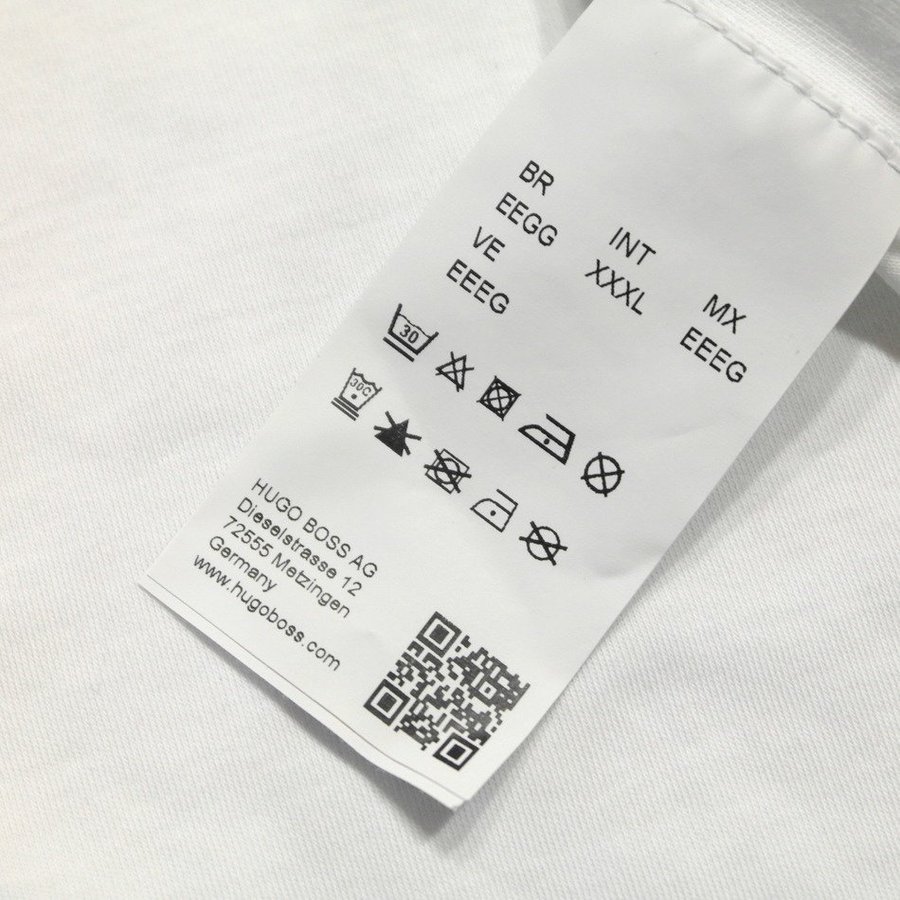 BR
EEGG
VE
EEEG
INT
XXXL
MX
EEEG
30
30C
HUGO BOSS AG
Dieselstrasse 12
72555 Metzingen
Germany
www.hugoboss.com